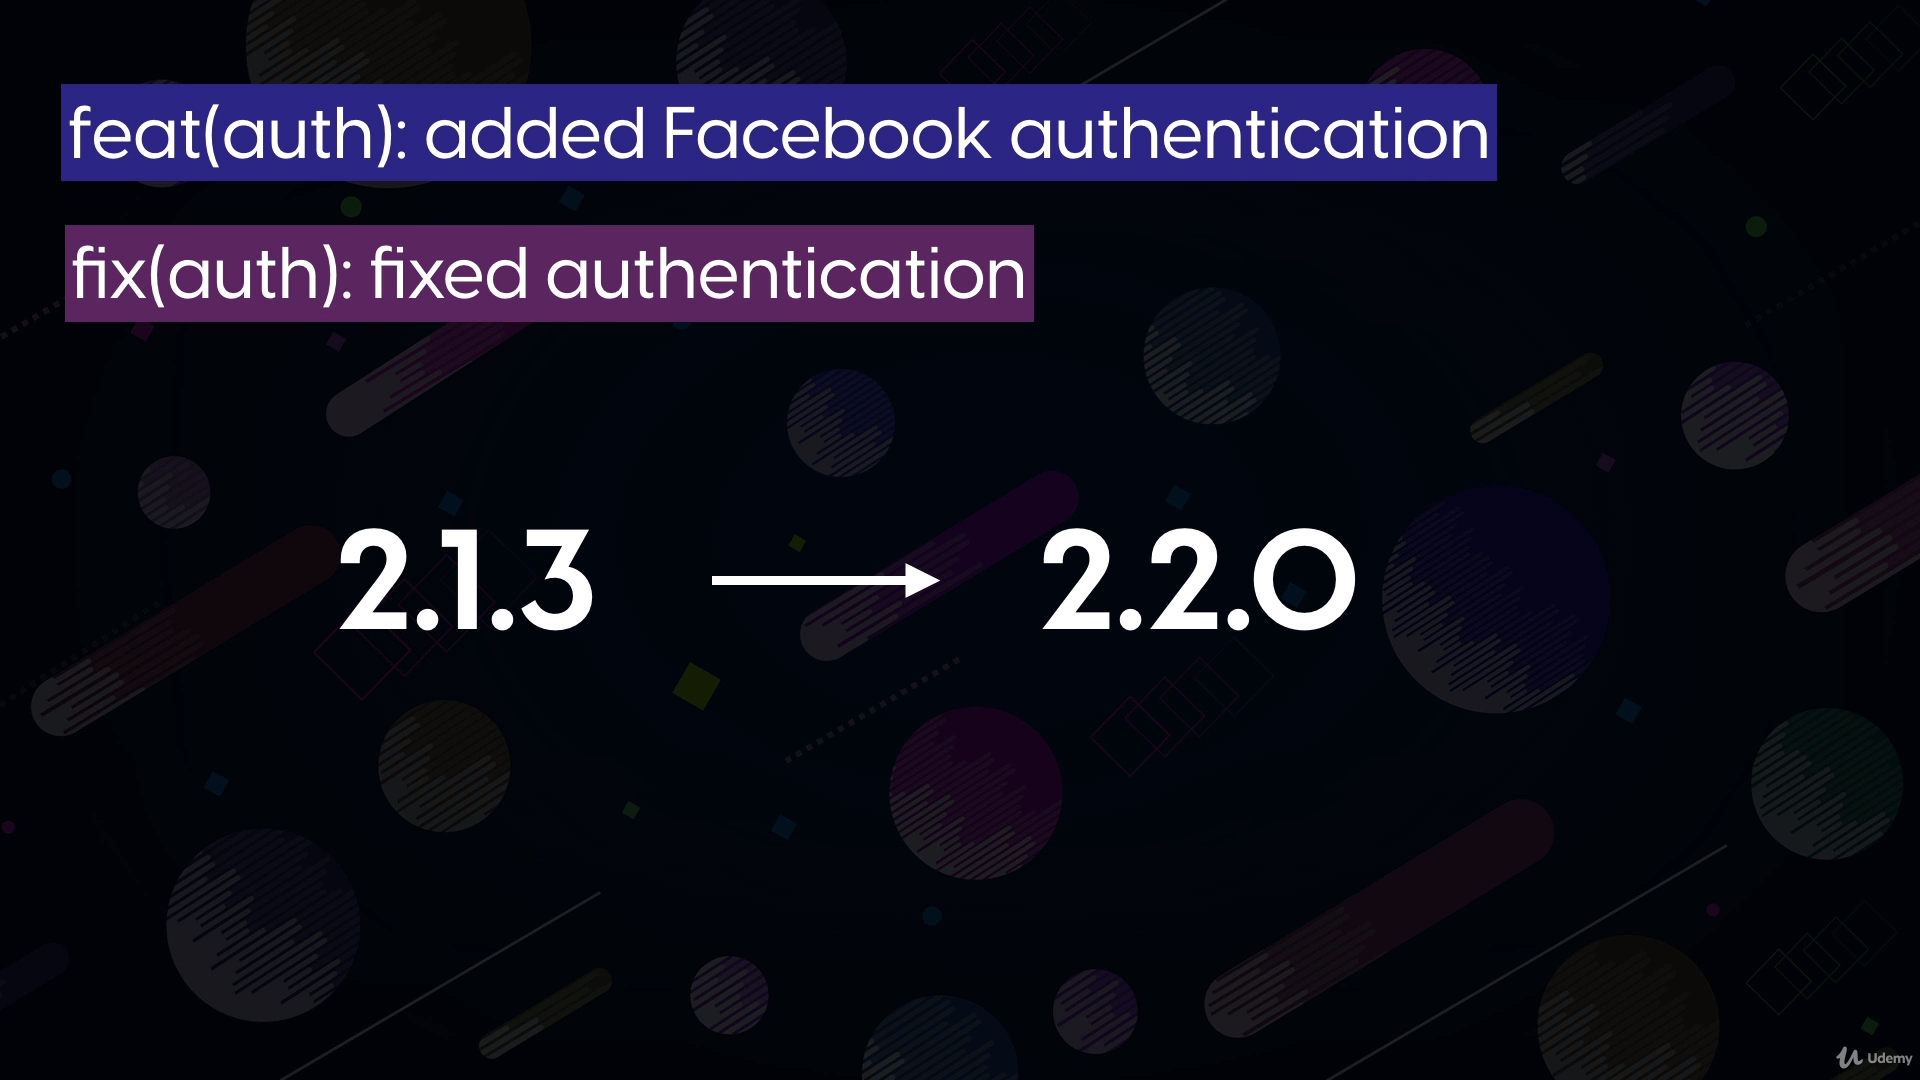 feat(auth): added Facebook authentication
fix(auth): fixed authentication
2.1.3 → 2.2.0
Udemy